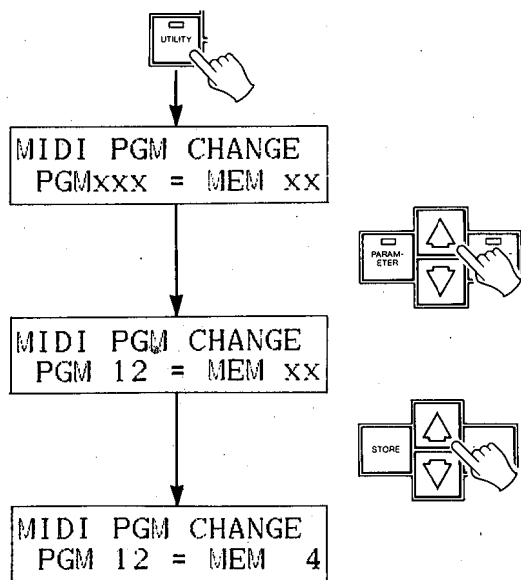 UTILITY
MIDI PGM CHANGE
PGMxxx = MEM xx
PARAM-
ETER
MIDI PGM CHANGE
PGM 12 = MEM xx
STORE
MIDI PGM CHANGE
PGM 12 = MEM 4